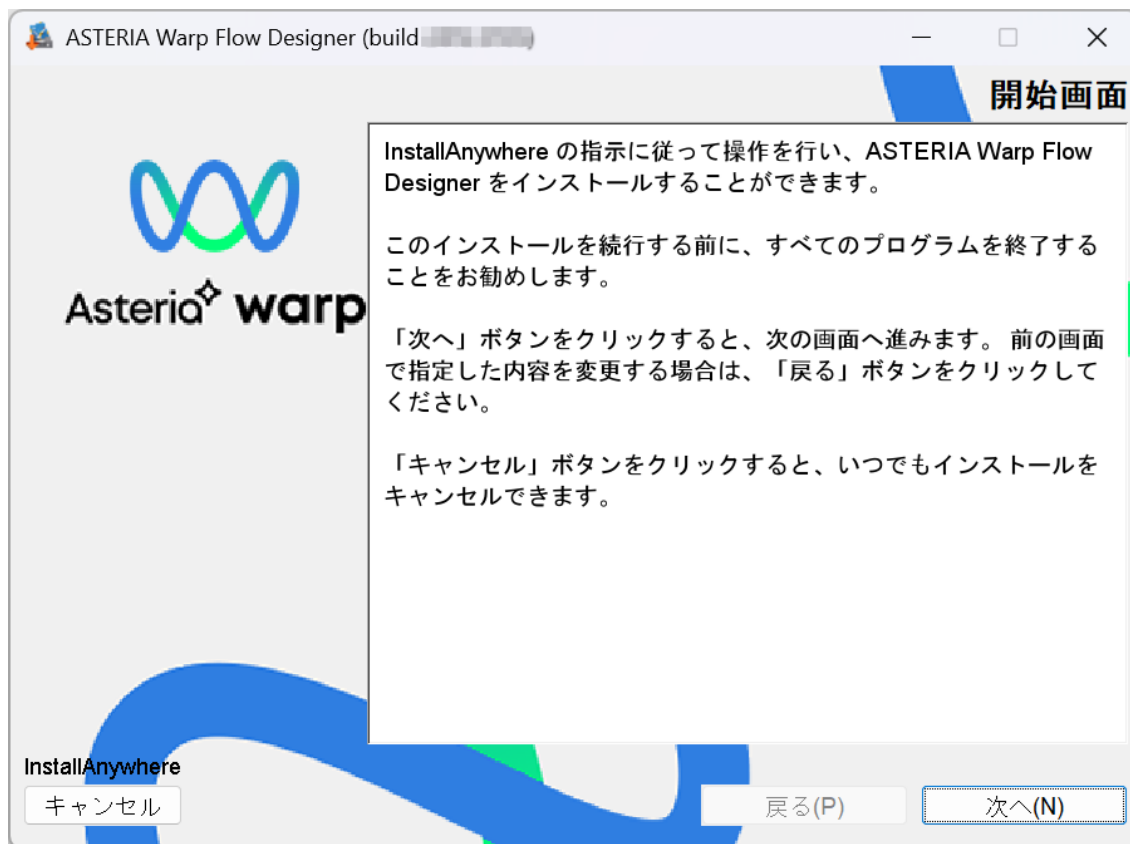 ASTERIA Warp Flow Designer (build
開始画面
Asteria warp
InstallAnywhere の指示に従って操作を行い、ASTERIA Warp Flow
Designer をインストールすることができます。
このインストールを続行する前に、すべてのプログラムを終了する
ことをお勧めします。
「次へ」ボタンをクリックすると、次の画面へ進みます。 前の画面
で指定した内容を変更する場合は、「戻る」ボタンをクリックして
ください。
「キャンセル」ボタンをクリックすると、いつでもインストールを
キャンセルできます。
InstallAnywhere
キャンセル
戻る(P)
次へ(N)